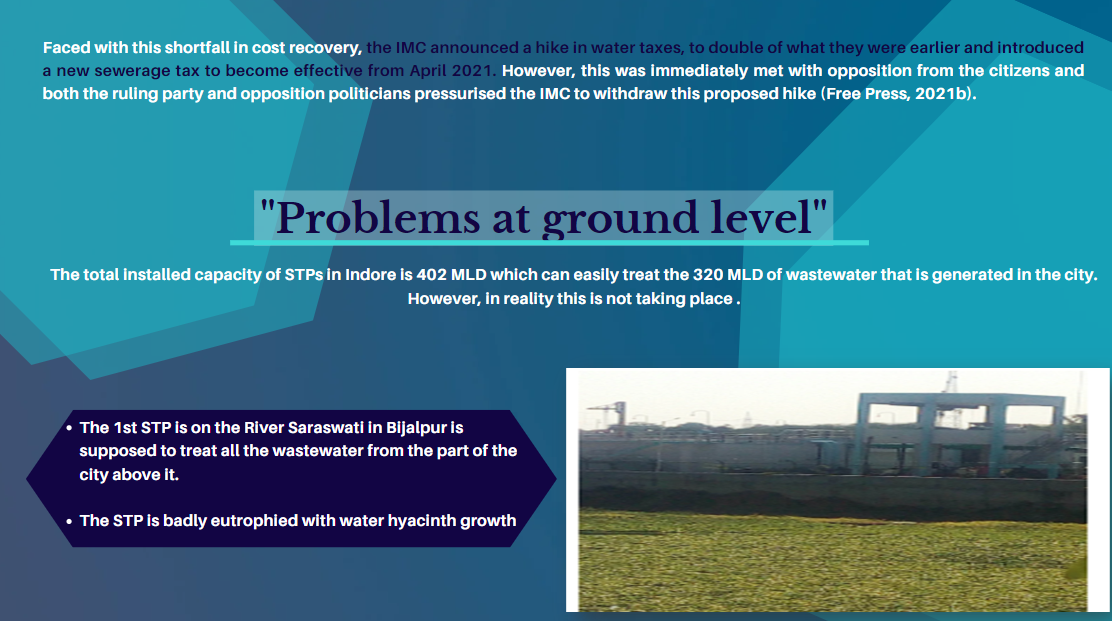 Faced with this shortfall in cost recovery, the IMC announced a hike in water taxes, to double of what they were earlier and introduced
a new sewerage tax to become effective from April 2021. However, this was immediately met with opposition from the citizens and
both the ruling party and opposition politicians pressurised the IMC to withdraw this proposed hike (Free Press, 2021b).
"Problems at ground level"
The total installed capacity of STPs in Indore is 402 MLD which can easily treat the 320 MLD of wastewater that is generated in the city.
However, in reality this is not taking place .
• The 1st STP is on the River Saraswati in Bijalpur is
supposed to treat all the wastewater from the part of the
city above it.
• The STP is badly eutrophied with water hyacinth growth